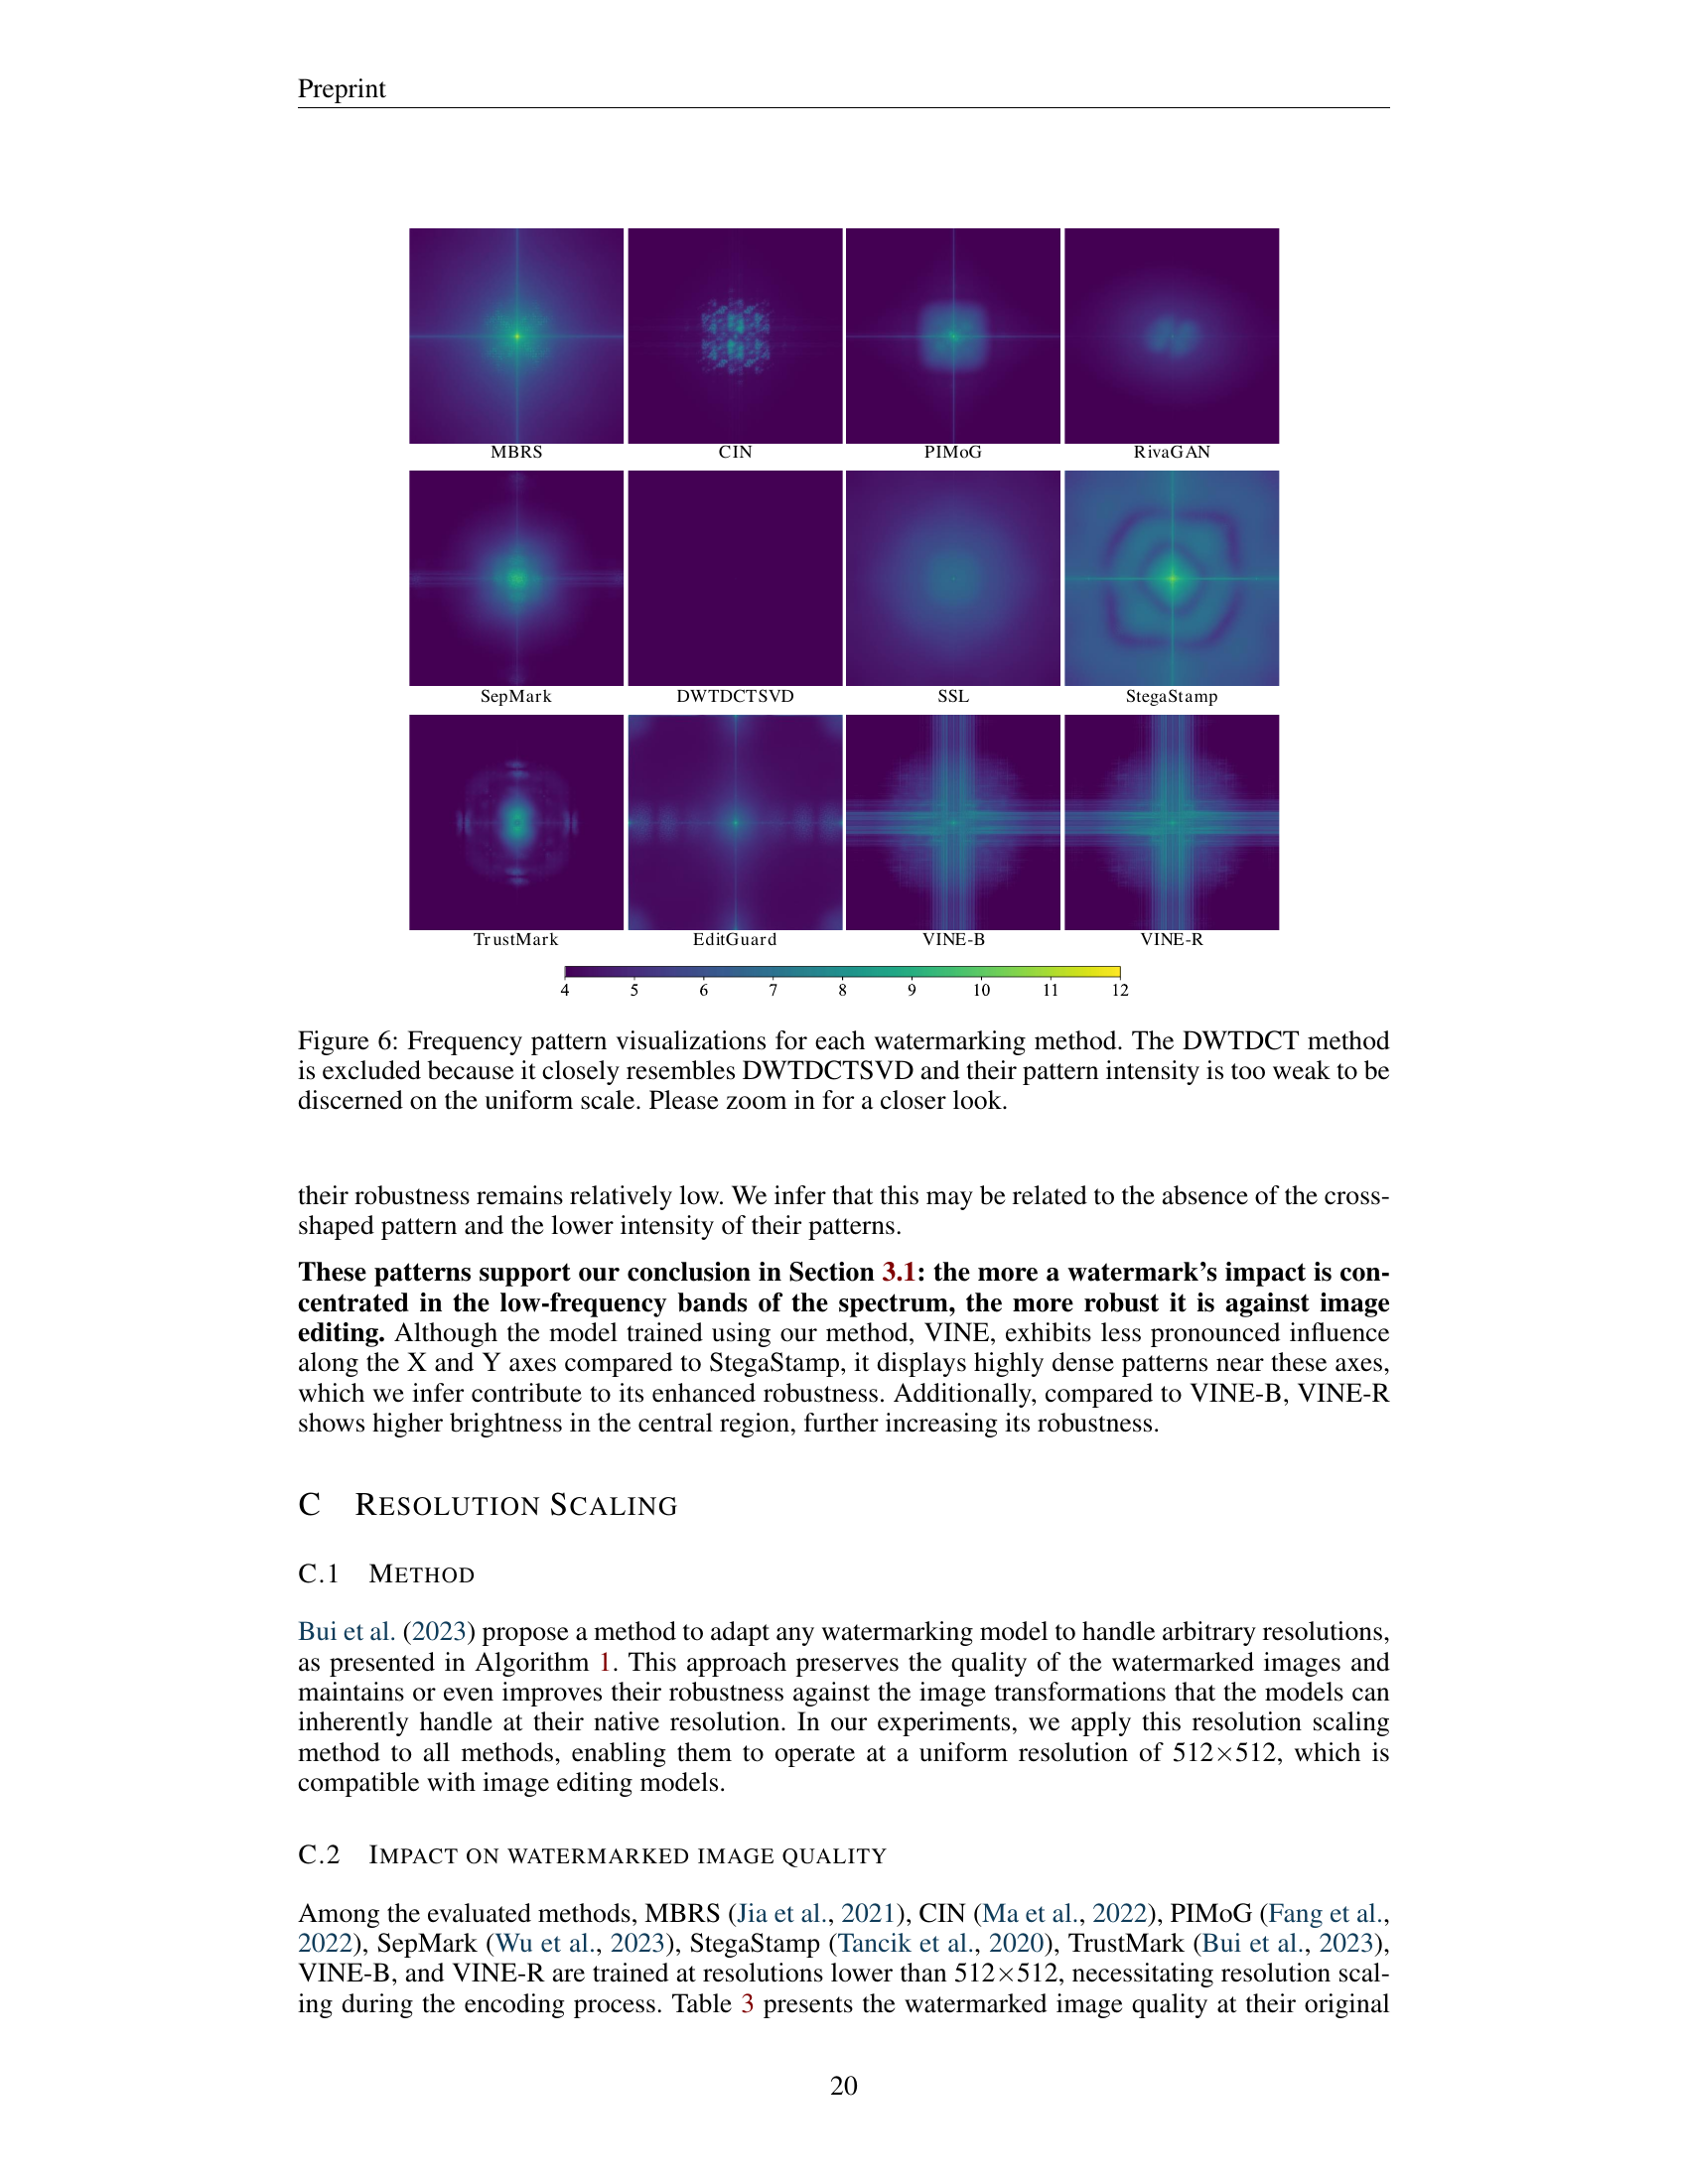 Preprint
MBRS CIN PIMoG RivaGAN
SepMark DWTDCTSVD SSL StegaStamp
TrustMark EditGuard VINE-B VINE-R
4 5 6 7 8 9 10 11 12
Figure 6: Frequency pattern visualizations for each watermarking method. The DWTDCT method
is excluded because it closely resembles DWTDCTSVD and their pattern intensity is too weak to be
discerned on the uniform scale. Please zoom in for a closer look.
their robustness remains relatively low. We infer that this may be related to the absence of the cross-
shaped pattern and the lower intensity of their patterns.
These patterns support our conclusion in Section 3.1: the more a watermark's impact is con-
centrated in the low-frequency bands of the spectrum, the more robust it is against image
editing. Although the model trained using our method, VINE, exhibits less pronounced influence
along the X and Y axes compared to StegaStamp, it displays highly dense patterns near these axes,
which we infer contribute to its enhanced robustness. Additionally, compared to VINE-B, VINE-R
shows higher brightness in the central region, further increasing its robustness.
C RESOLUTION SCALING
C.1 METHOD
Bui et al. (2023) propose a method to adapt any watermarking model to handle arbitrary resolutions,
as presented in Algorithm 1. This approach preserves the quality of the watermarked images and
maintains or even improves their robustness against the image transformations that the models can
inherently handle at their native resolution. In our experiments, we apply this resolution scaling
method to all methods, enabling them to operate at a uniform resolution of 512×512, which is
compatible with image editing models.
C.2 IMPACT ON WATERMARKED IMAGE QUALITY
Among the evaluated methods, MBRS (Jia et al., 2021), CIN (Ma et al., 2022), PIMoG (Fang et al.,
2022), SepMark (Wu et al., 2023), StegaStamp (Tancik et al., 2020), TrustMark (Bui et al., 2023),
VINE-B, and VINE-R are trained at resolutions lower than 512×512, necessitating resolution scal-
ing during the encoding process. Table 3 presents the watermarked image quality at their original
20